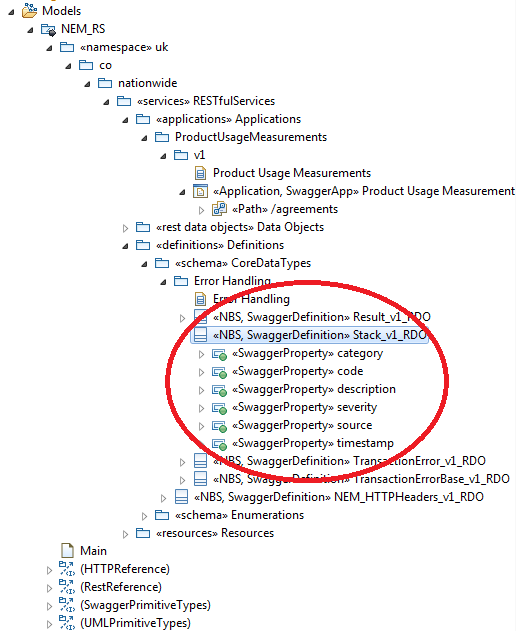 Models
NEM_RS
«namespace» uk
co
nationwide
«services» RESTfulServices
«applications» Applications
ProductUsageMeasurements
v1
Product Usage Measurements
«Application, SwaggerApp» Product Usage Measurement
«Path» /agreements
«rest data objects» Data Objects
«definitions» Definitions
«schema» CoreDataTypes
Error Handling
Error Handling
«NBS, SwaggerDefinition» Result_v1_RDO
«NBS, SwaggerDefinition» Stack_v1_RDO
«SwaggerProperty» category
«SwaggerProperty» code
«SwaggerProperty» description
«SwaggerProperty» severity
«SwaggerProperty» source
«SwaggerProperty» timestamp
«NBS, SwaggerDefinition» TransactionError_v1_RDO
«NBS, SwaggerDefinition» TransactionErrorBase_v1_RDO
«NBS, SwaggerDefinition» NEM_HTTPHeaders_v1_RDO
«schema» Enumerations
«resources» Resources
Main
(HTTPReference)
(RestReference)
(SwaggerPrimitiveTypes)
(UMLPrimitiveTypes)